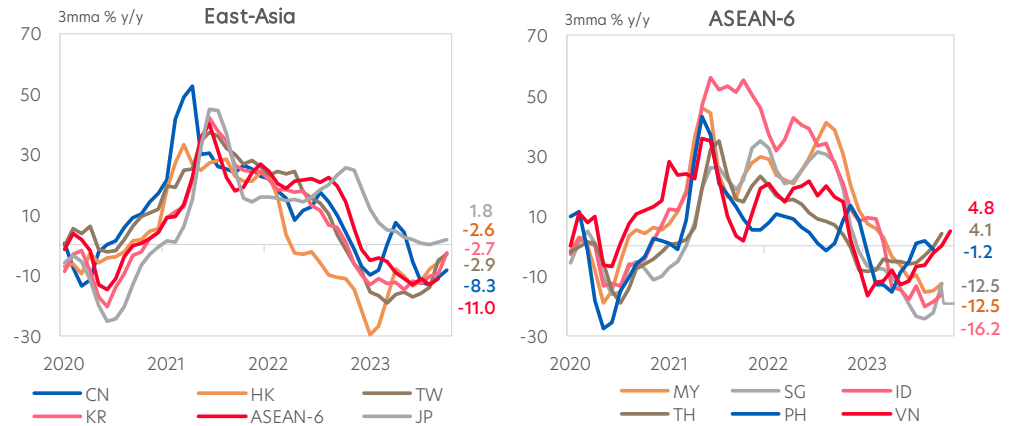 3mma % y/y
East-Asia
70
50
30
10
-10
-30
2020
2021
2022
2023
1.8
-2.6
-2.7
-2.9
-8.3
-11.0
CN
HK
TW
KR
ASEAN-6
JP
3mma % y/y
ASEAN-6
70
50
30
10
-10
-30
2020
2021
2022
2023
4.8
4.1
-1.2
-12.5
-12.5
-16.2
MY
SG
ID
TH
PH
VN